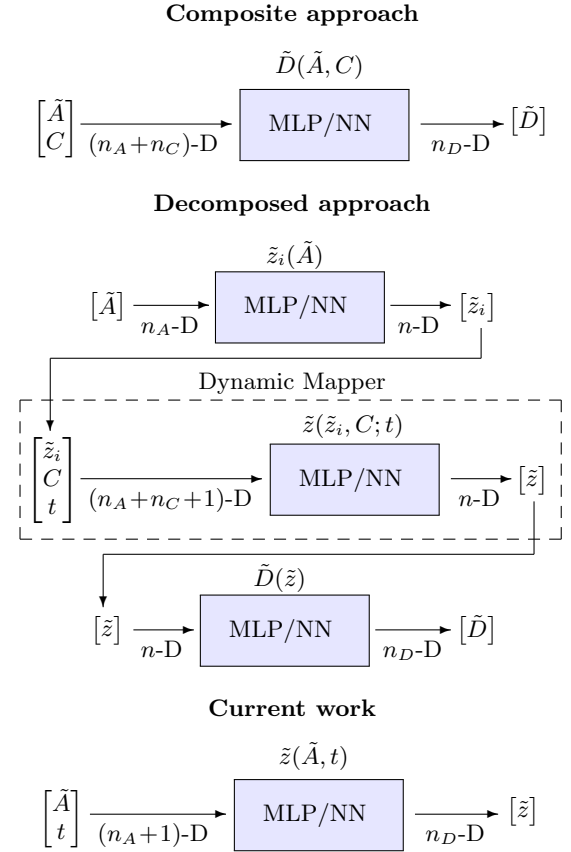 Composite approach
D̃(Ã, C)
[Ã C] (n_A+n_C)-D MLP/NN n_D-D [D̃]
Decomposed approach
z̃_i(Ã)
[Ã] n_A-D MLP/NN n-D [z̃_i]
Dynamic Mapper
z̃(z̃_i, C; t)
[z̃_i C t] (n_A+n_C+1)-D MLP/NN n-D [z̃]
D̃(z̃)
[z̃] n-D MLP/NN n_D-D [D̃]
Current work
z̃(Ã, t)
[Ã t] (n_A+1)-D MLP/NN n_D-D [z̃]